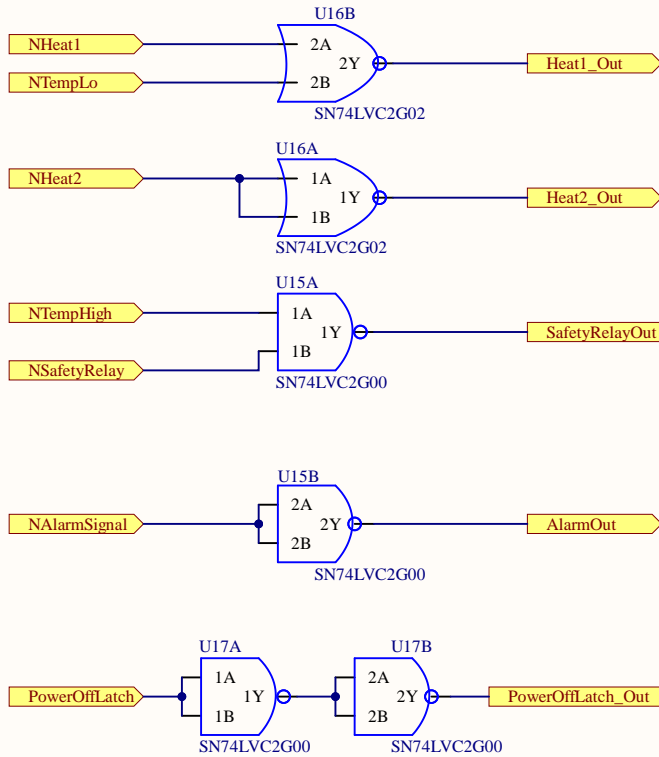 U16B
NHeat1
2A
2Y
Heat1_Out
NTempLo
2B
SN74LVC2G02
U16A
NHeat2
1A
1Y
Heat2_Out
1B
SN74LVC2G02
U15A
NTempHigh
1A
1Y
SafetyRelayOut
1B
NSafetyRelay
SN74LVC2G00
U15B
2A
NAlarmSignal
2Y
AlarmOut
2B
SN74LVC2G00
U17A
U17B
1A
2A
PowerOffLatch
1Y
2Y
PowerOffLatch_Out
1B
2B
SN74LVC2G00
SN74LVC2G00